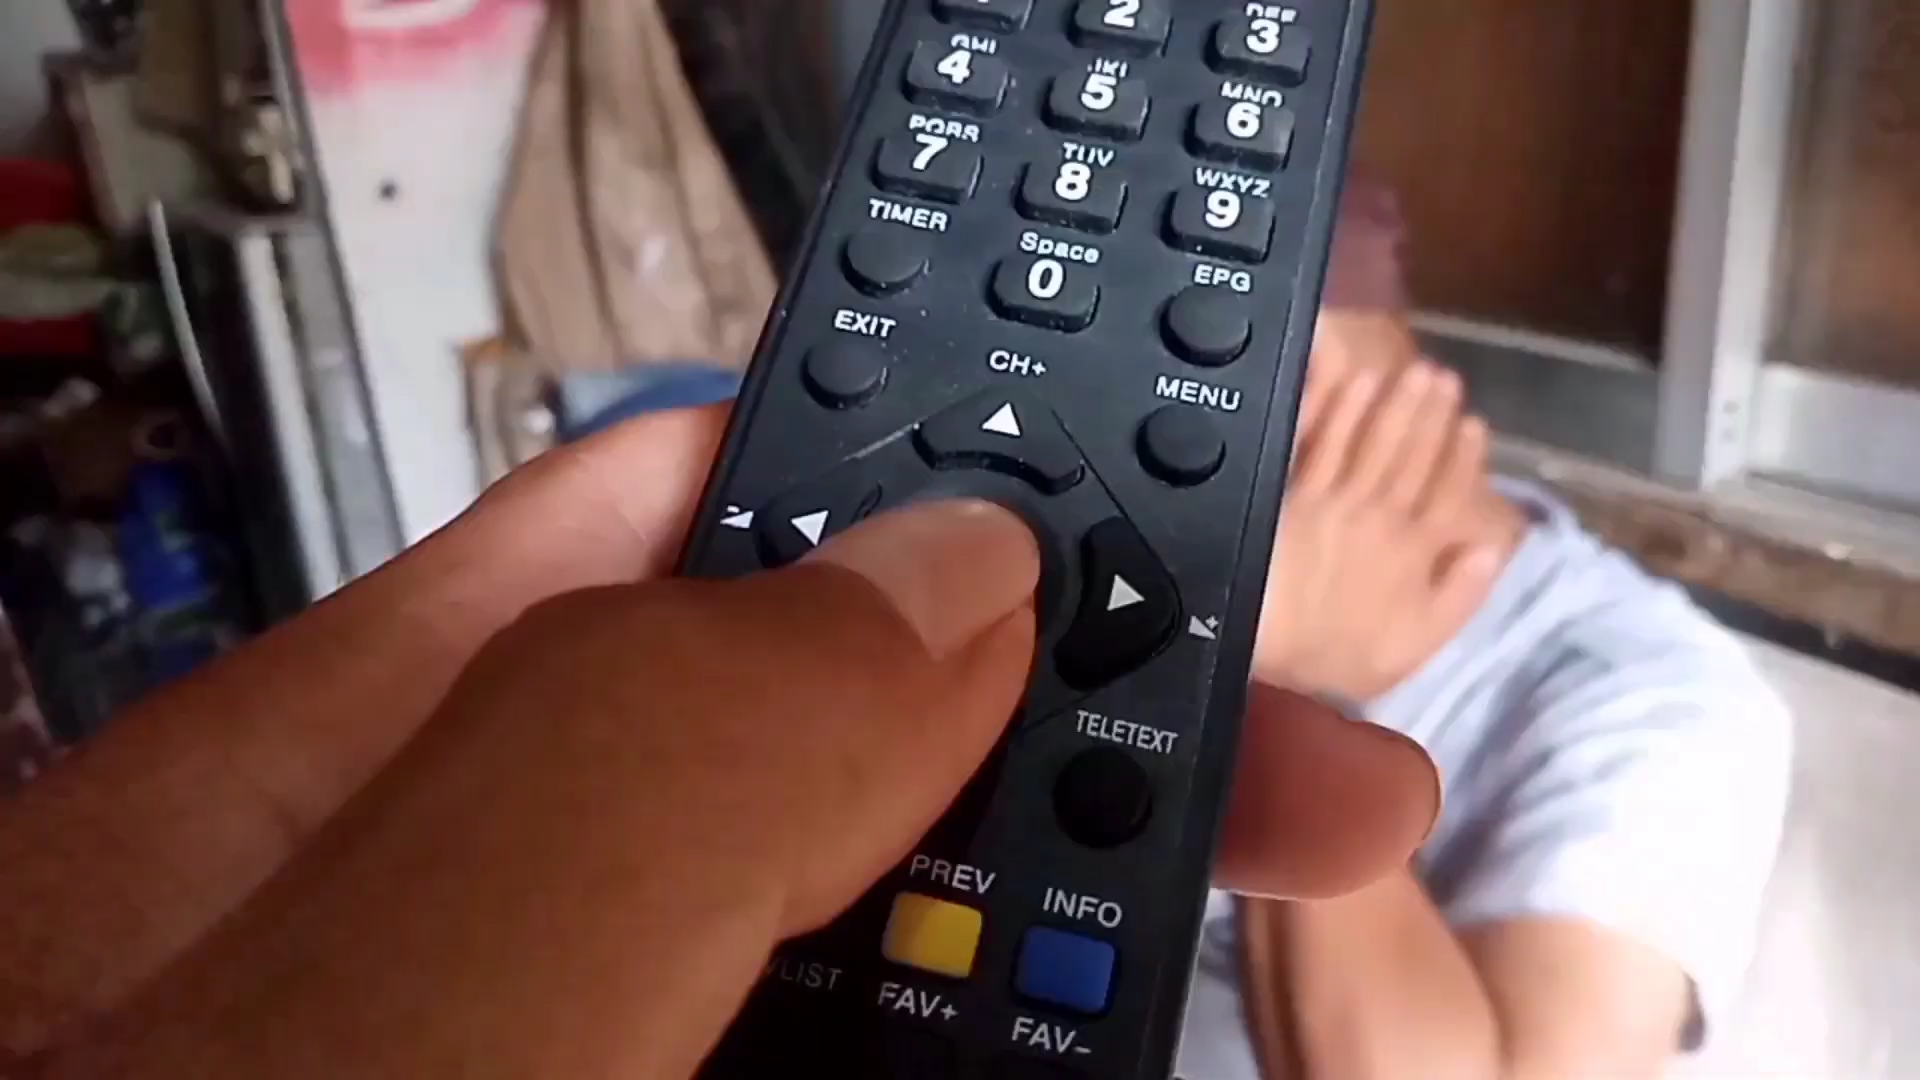 2
DEF
3
GHI
4
JKL
5
MNO
6
PQRS
7
TUV
8
WXYZ
9
TIMER
Space
0
EPG
EXIT
CH+
MENU
TELETEXT
PREV
INFO
LIST
FAV+
FAV-